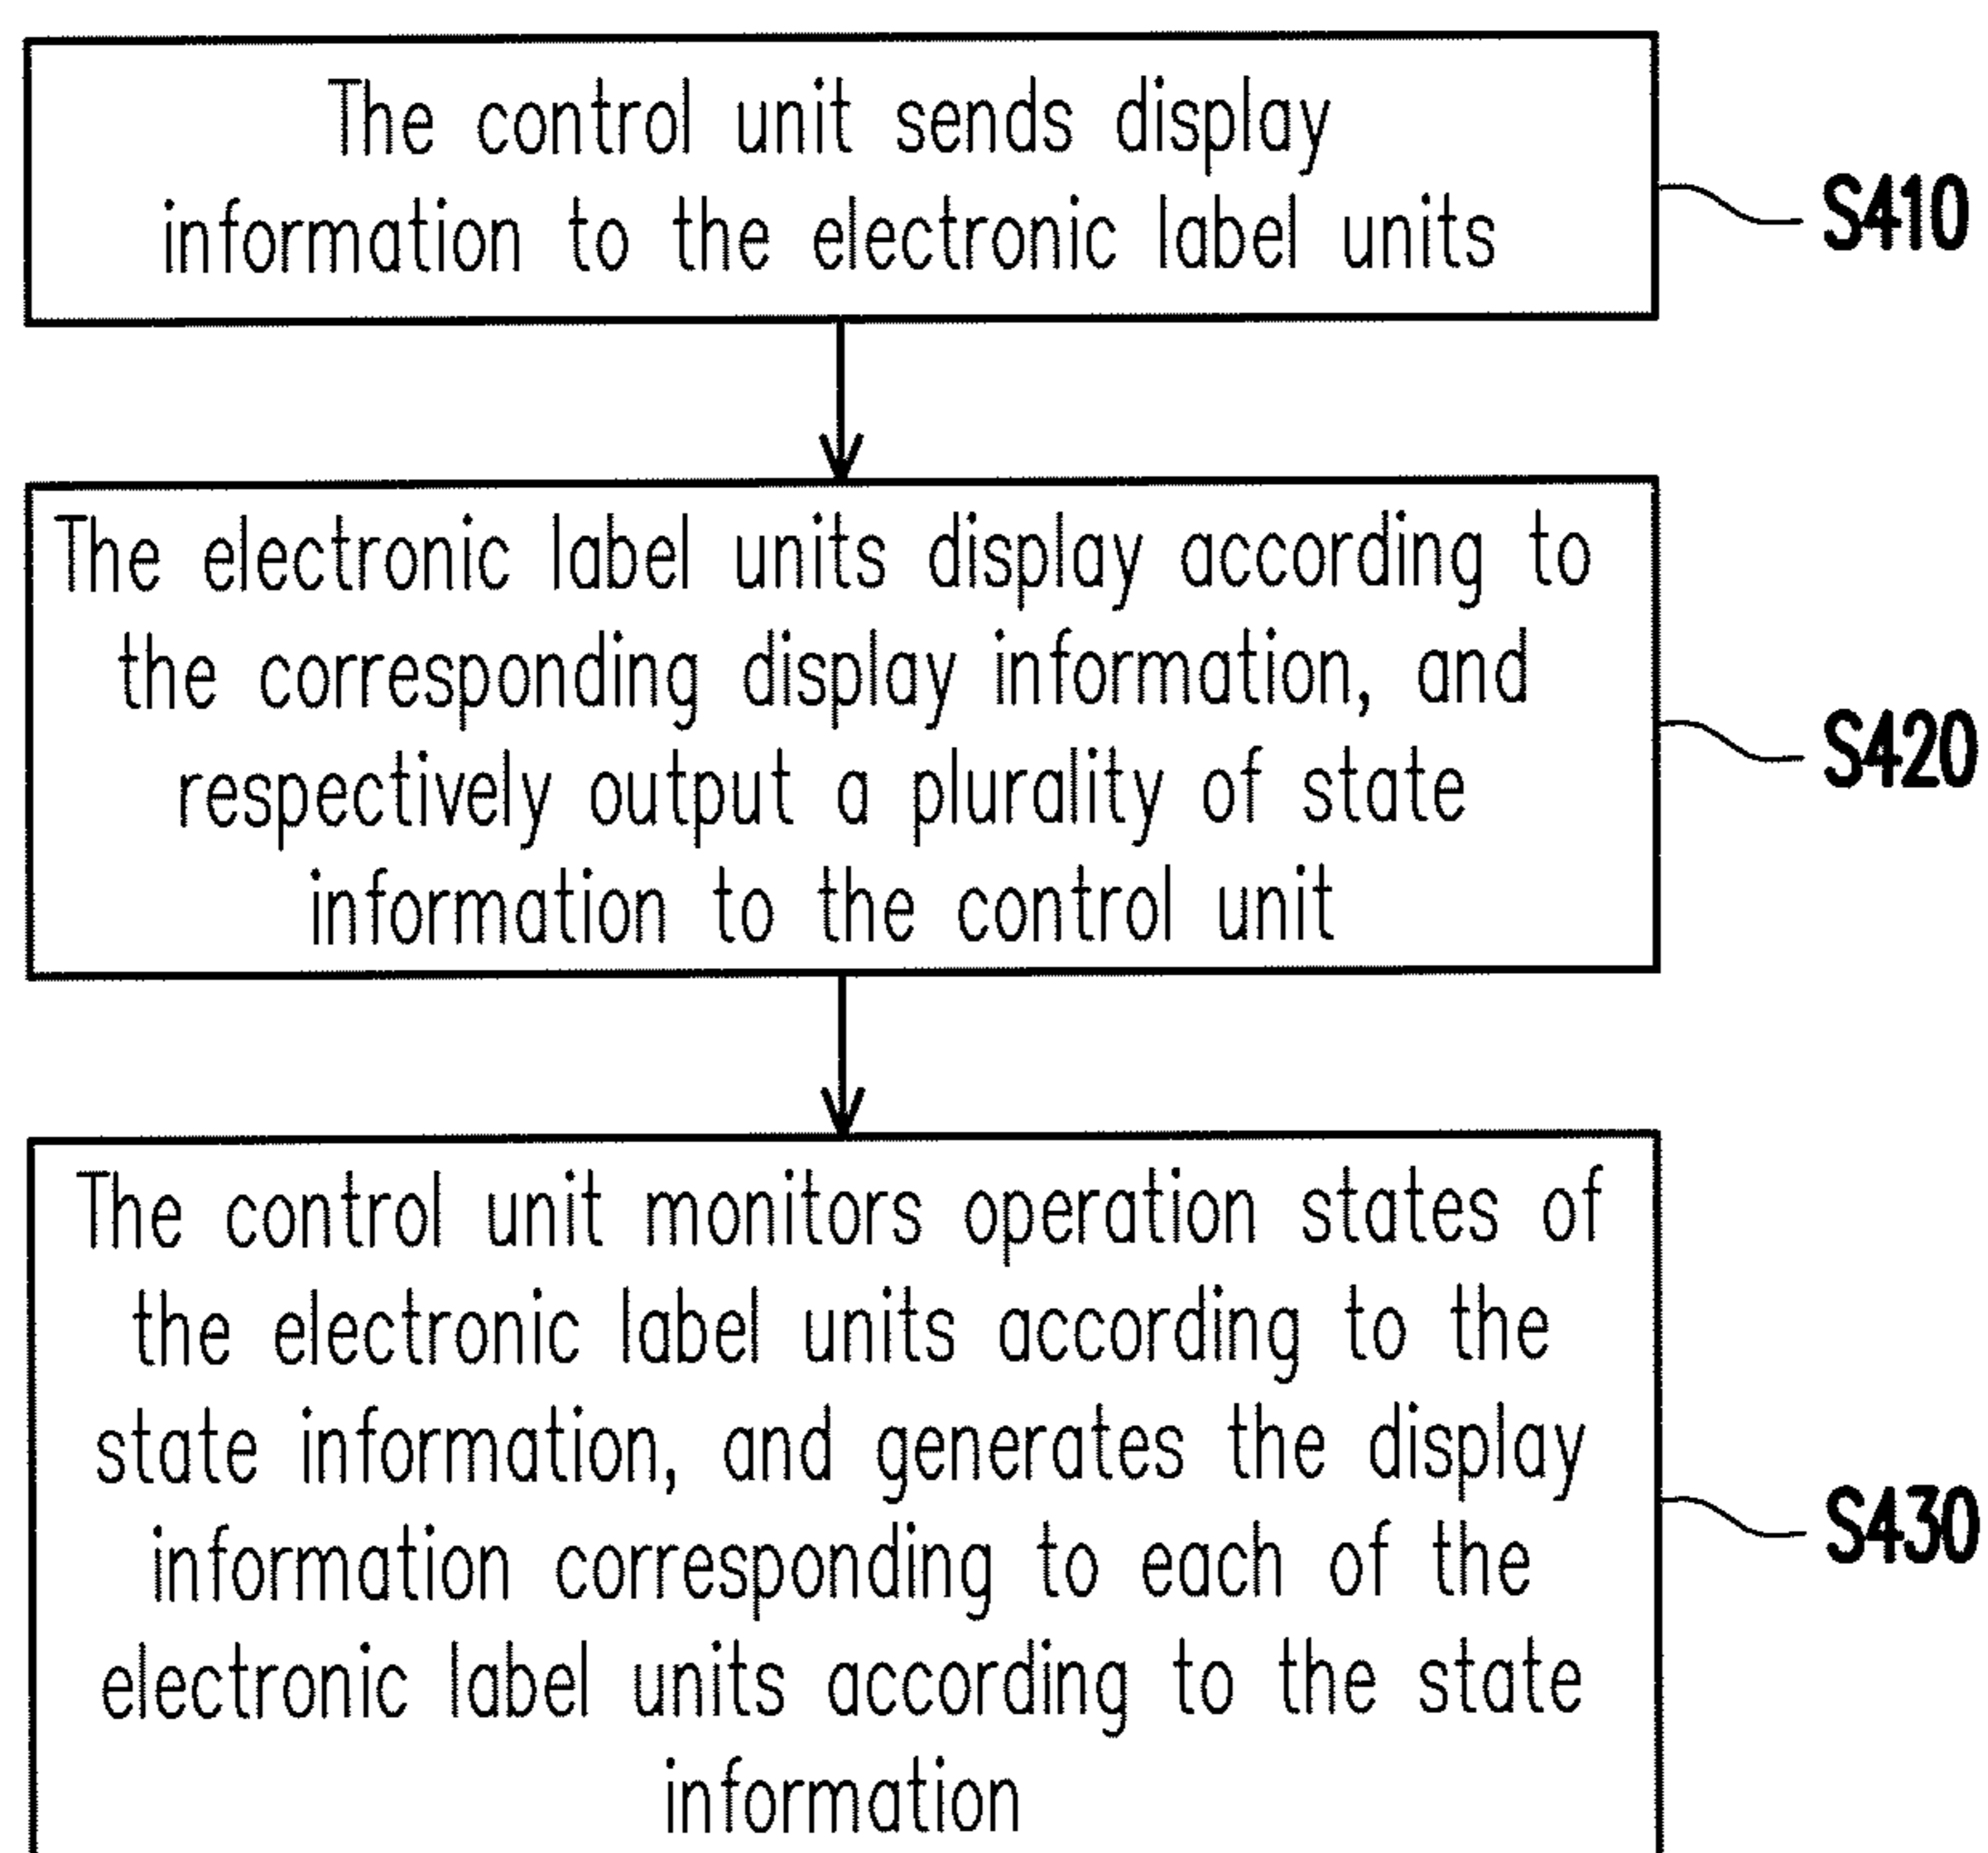 The control unit sends display
information to the electronic label units
S410
The electronic label units display according to
the corresponding display information, and
respectively output a plurality of state
information to the control unit
S420
The control unit monitors operation states of
the electronic label units according to the
state information, and generates the display
information corresponding to each of the
electronic label units according to the state
information
S430